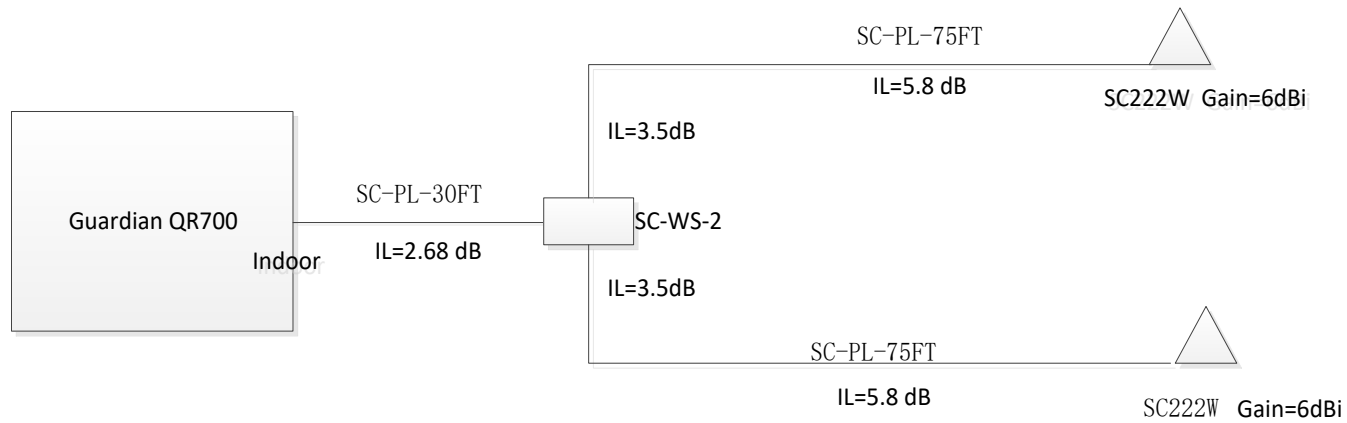 SC-PL-75FT
IL=5.8 dB
SC222W Gain=6dBi
IL=3.5dB
SC-PL-30FT
Guardian QR700
SC-WS-2
IL=2.68 dB
Indoor
IL=3.5dB
SC-PL-75FT
IL=5.8 dB
SC222W Gain=6dBi